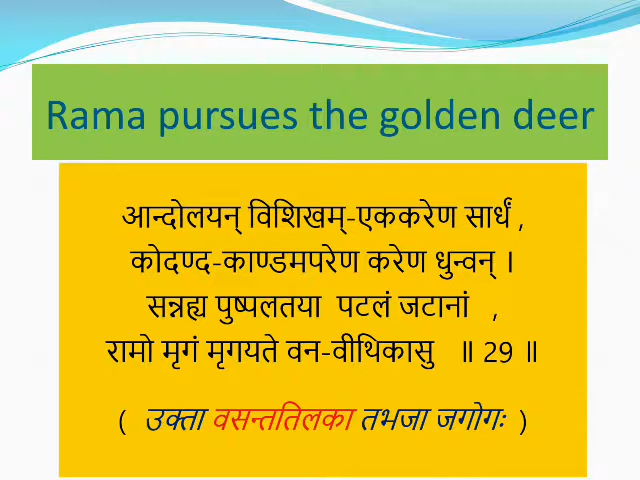 Rama pursues the golden deer
आन्दोलयन् विशिखम्-एककरेण सार्धं ,
कोदण्द-काण्डमपरेण करेण धुन्वन् ।
सन्नह्य पुष्पलतया पटलं जटानां ,
रामो मृगं मृगयते वन-वीथिकासु ॥ 29 ॥
( उक्ता वसन्ततिलका तभजा जगोगः )